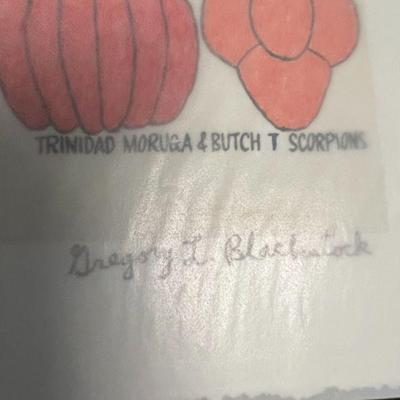 TRINIDAD MORUGA & BUTCH T SCORPIONS
Gregory L. Blackstock